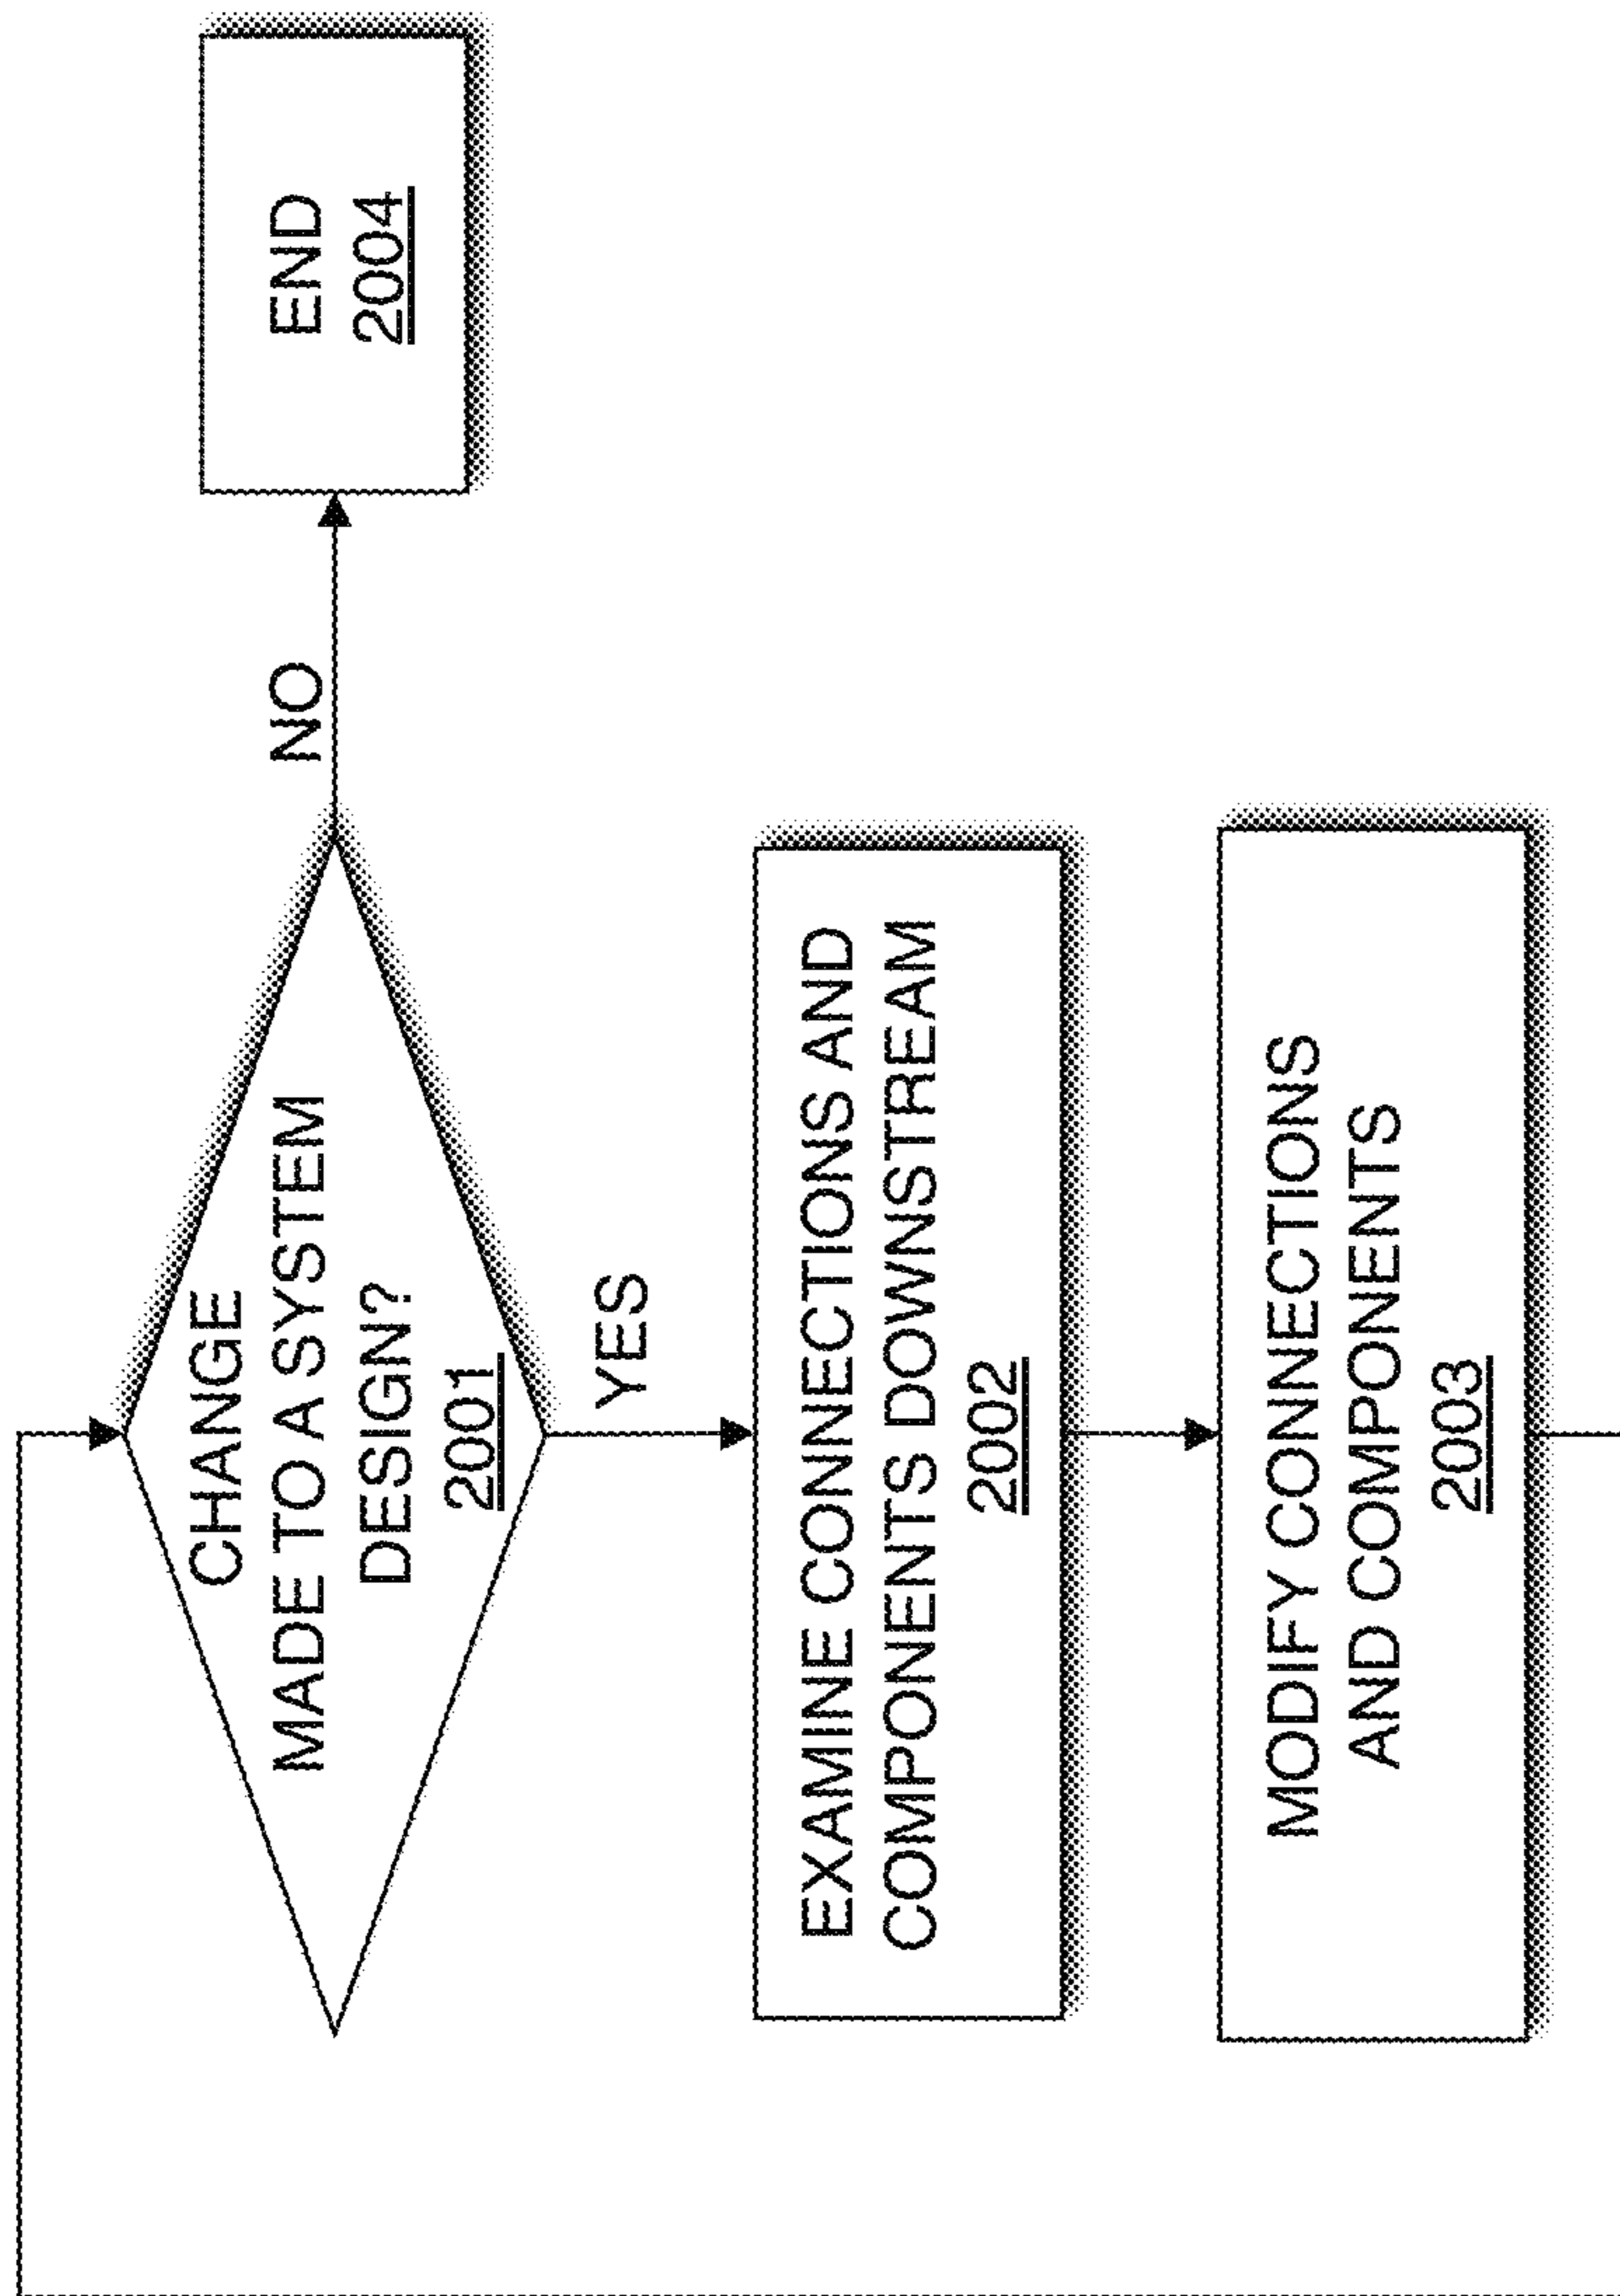 CHANGE
MADE TO A SYSTEM
DESIGN?
2001
NO
END
2004
YES
EXAMINE CONNECTIONS AND
COMPONENTS DOWNSTREAM
2002
MODIFY CONNECTIONS
AND COMPONENTS
2003